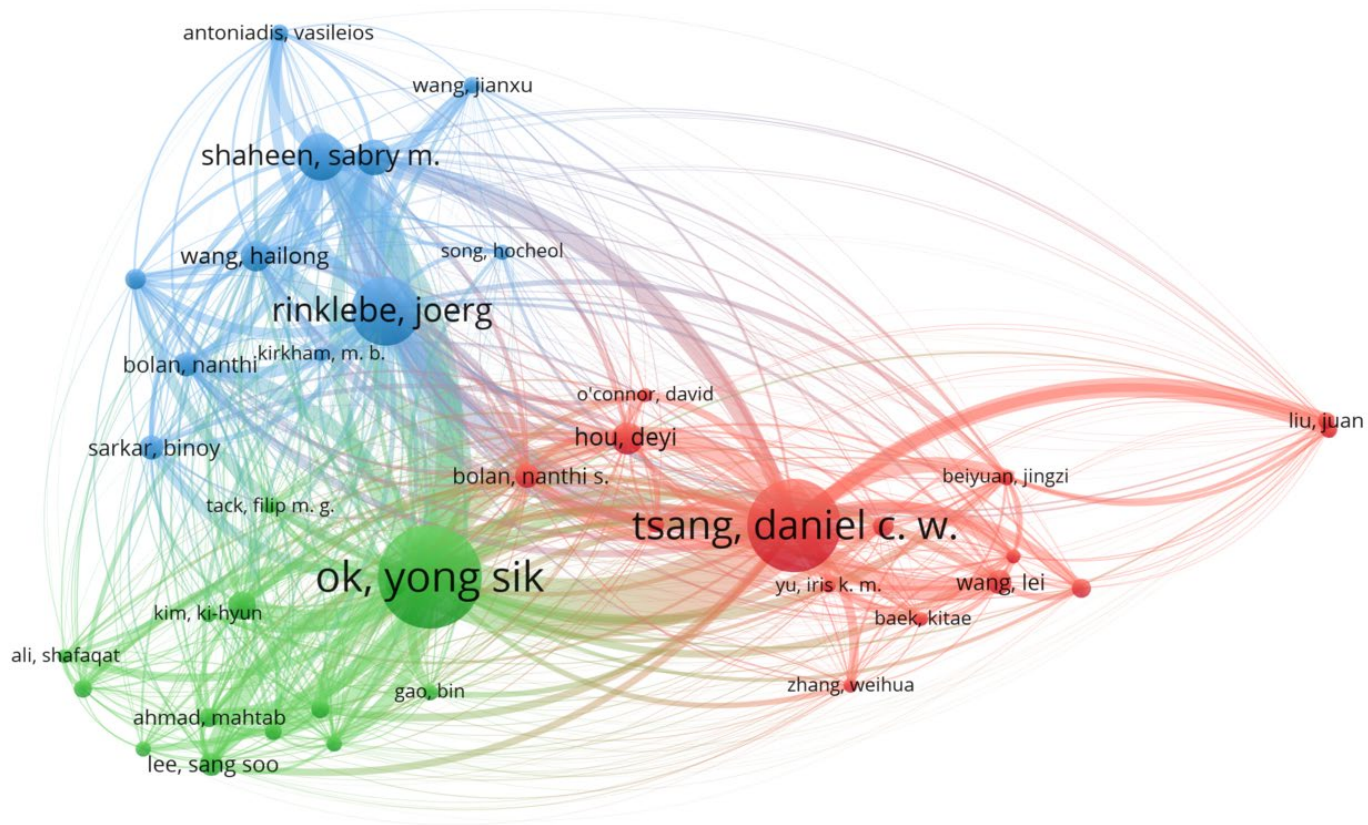 antoniadis, vasileios
wang, jianxu
shaheen, sabry m.
wang, hailong
song, hocheol
rinklebe, joerg
kirkham, m. b.
bolan, nanthi
o'connor, david
liu, juan
hou, deyi
sarkar, binoy
bolan, nanthi s.
beiyuan, jingzi
tack, filip m. g.
tsang, daniel c. w.
ok, yong sik
yu, iris k. m.
wang, lei
kim, ki-hyun
baek, kitae
ali, shafaqat
zhang, weihua
gao, bin
ahmad, mahtab
lee, sang soo